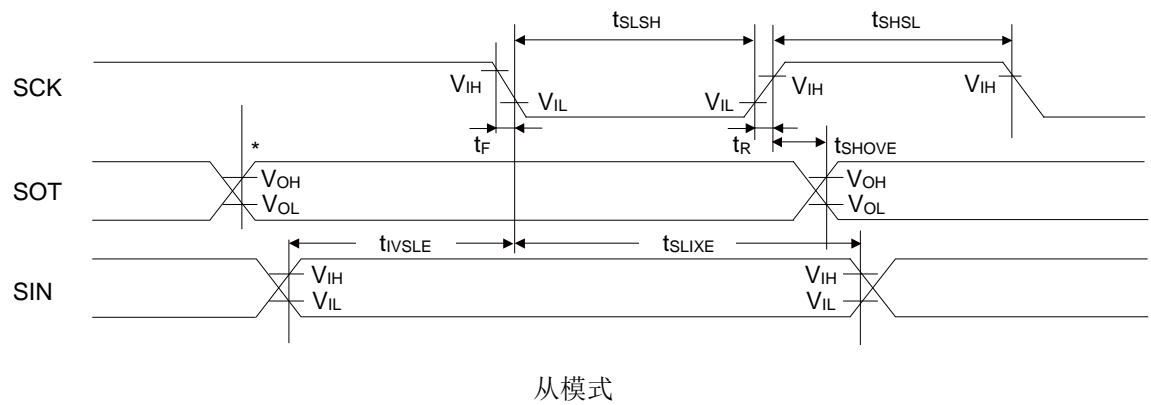 tSLSH tSHSL
SCK VIH VIL VIL VIH VIH
tF tR tSHOVE
*
SOT VOH VOL VOH VOL
tIVSLE tSLIXE
SIN VIH VIL VIH VIL
从模式